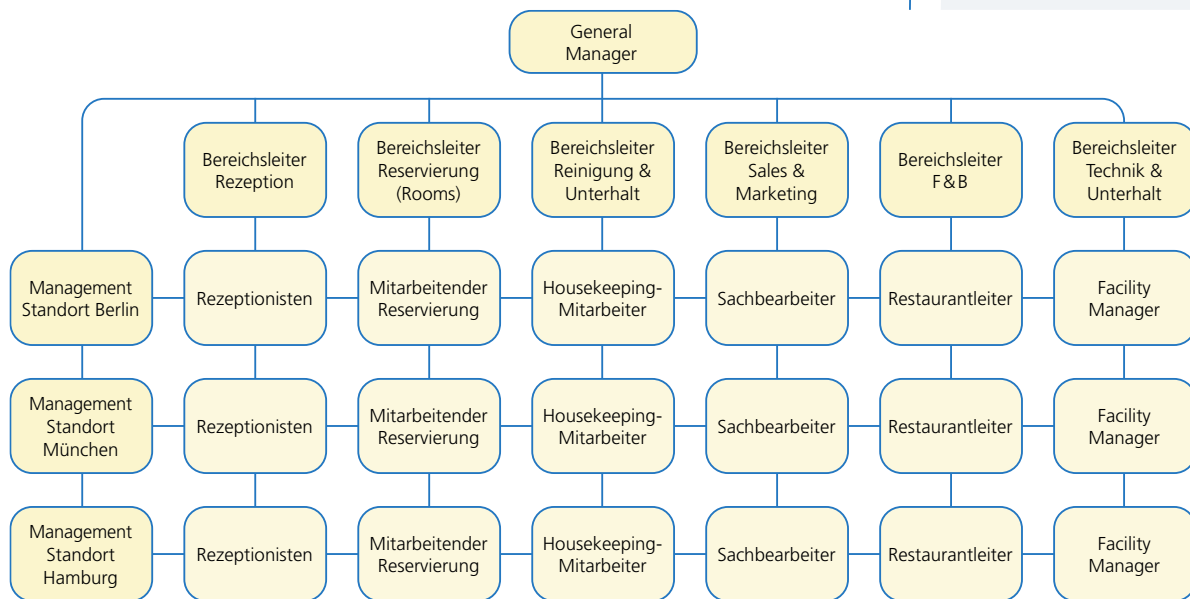 General
Manager
Bereichsleiter
Rezeption
Bereichsleiter
Reservierung
(Rooms)
Bereichsleiter
Reinigung &
Unterhalt
Bereichsleiter
Sales &
Marketing
Bereichsleiter
F & B
Bereichsleiter
Technik &
Unterhalt
Management
Standort Berlin
Rezeptionisten
Mitarbeitender
Reservierung
Housekeeping-
Mitarbeiter
Sachbearbeiter
Restaurantleiter
Facility
Manager
Management
Standort
München
Rezeptionisten
Mitarbeitender
Reservierung
Housekeeping-
Mitarbeiter
Sachbearbeiter
Restaurantleiter
Facility
Manager
Management
Standort
Hamburg
Rezeptionisten
Mitarbeitender
Reservierung
Housekeeping-
Mitarbeiter
Sachbearbeiter
Restaurantleiter
Facility
Manager